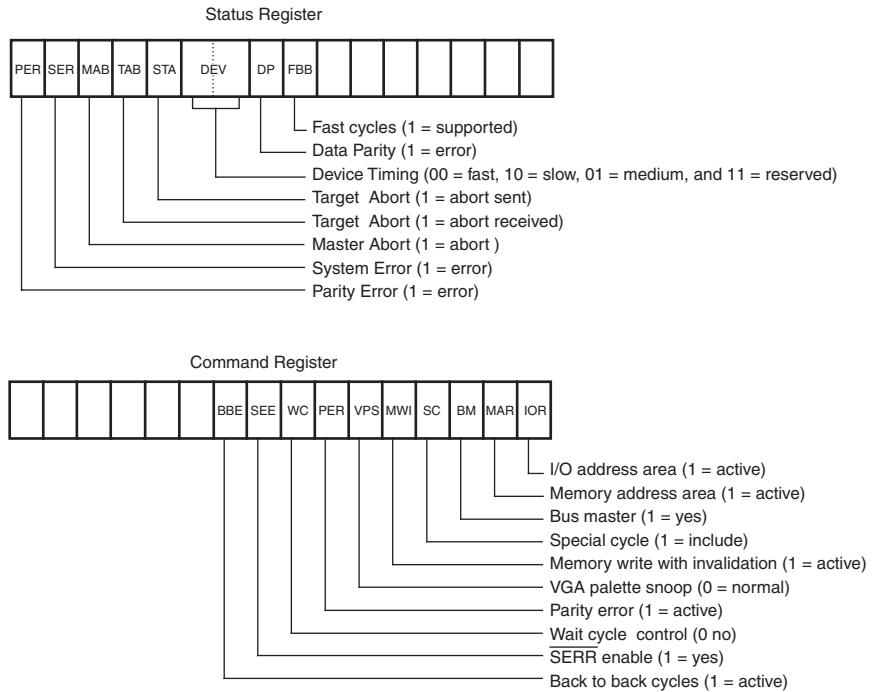 Status Register
PER SER MAB TAB STA DEV DP FBB
Fast cycles (1 = supported)
Data Parity (1 = error)
Device Timing (00 = fast, 10 = slow, 01 = medium, and 11 = reserved)
Target Abort (1 = abort sent)
Target Abort (1 = abort received)
Master Abort (1 = abort )
System Error (1 = error)
Parity Error (1 = error)
Command Register
BBE SEE WC PER VPS MWI SC BM MAR IOR
I/O address area (1 = active)
Memory address area (1 = active)
Bus master (1 = yes)
Special cycle (1 = include)
Memory write with invalidation (1 = active)
VGA palette snoop (0 = normal)
Parity error (1 = active)
Wait cycle control (0 no)
S̅E̅R̅R̅ enable (1 = yes)
Back to back cycles (1 = active)